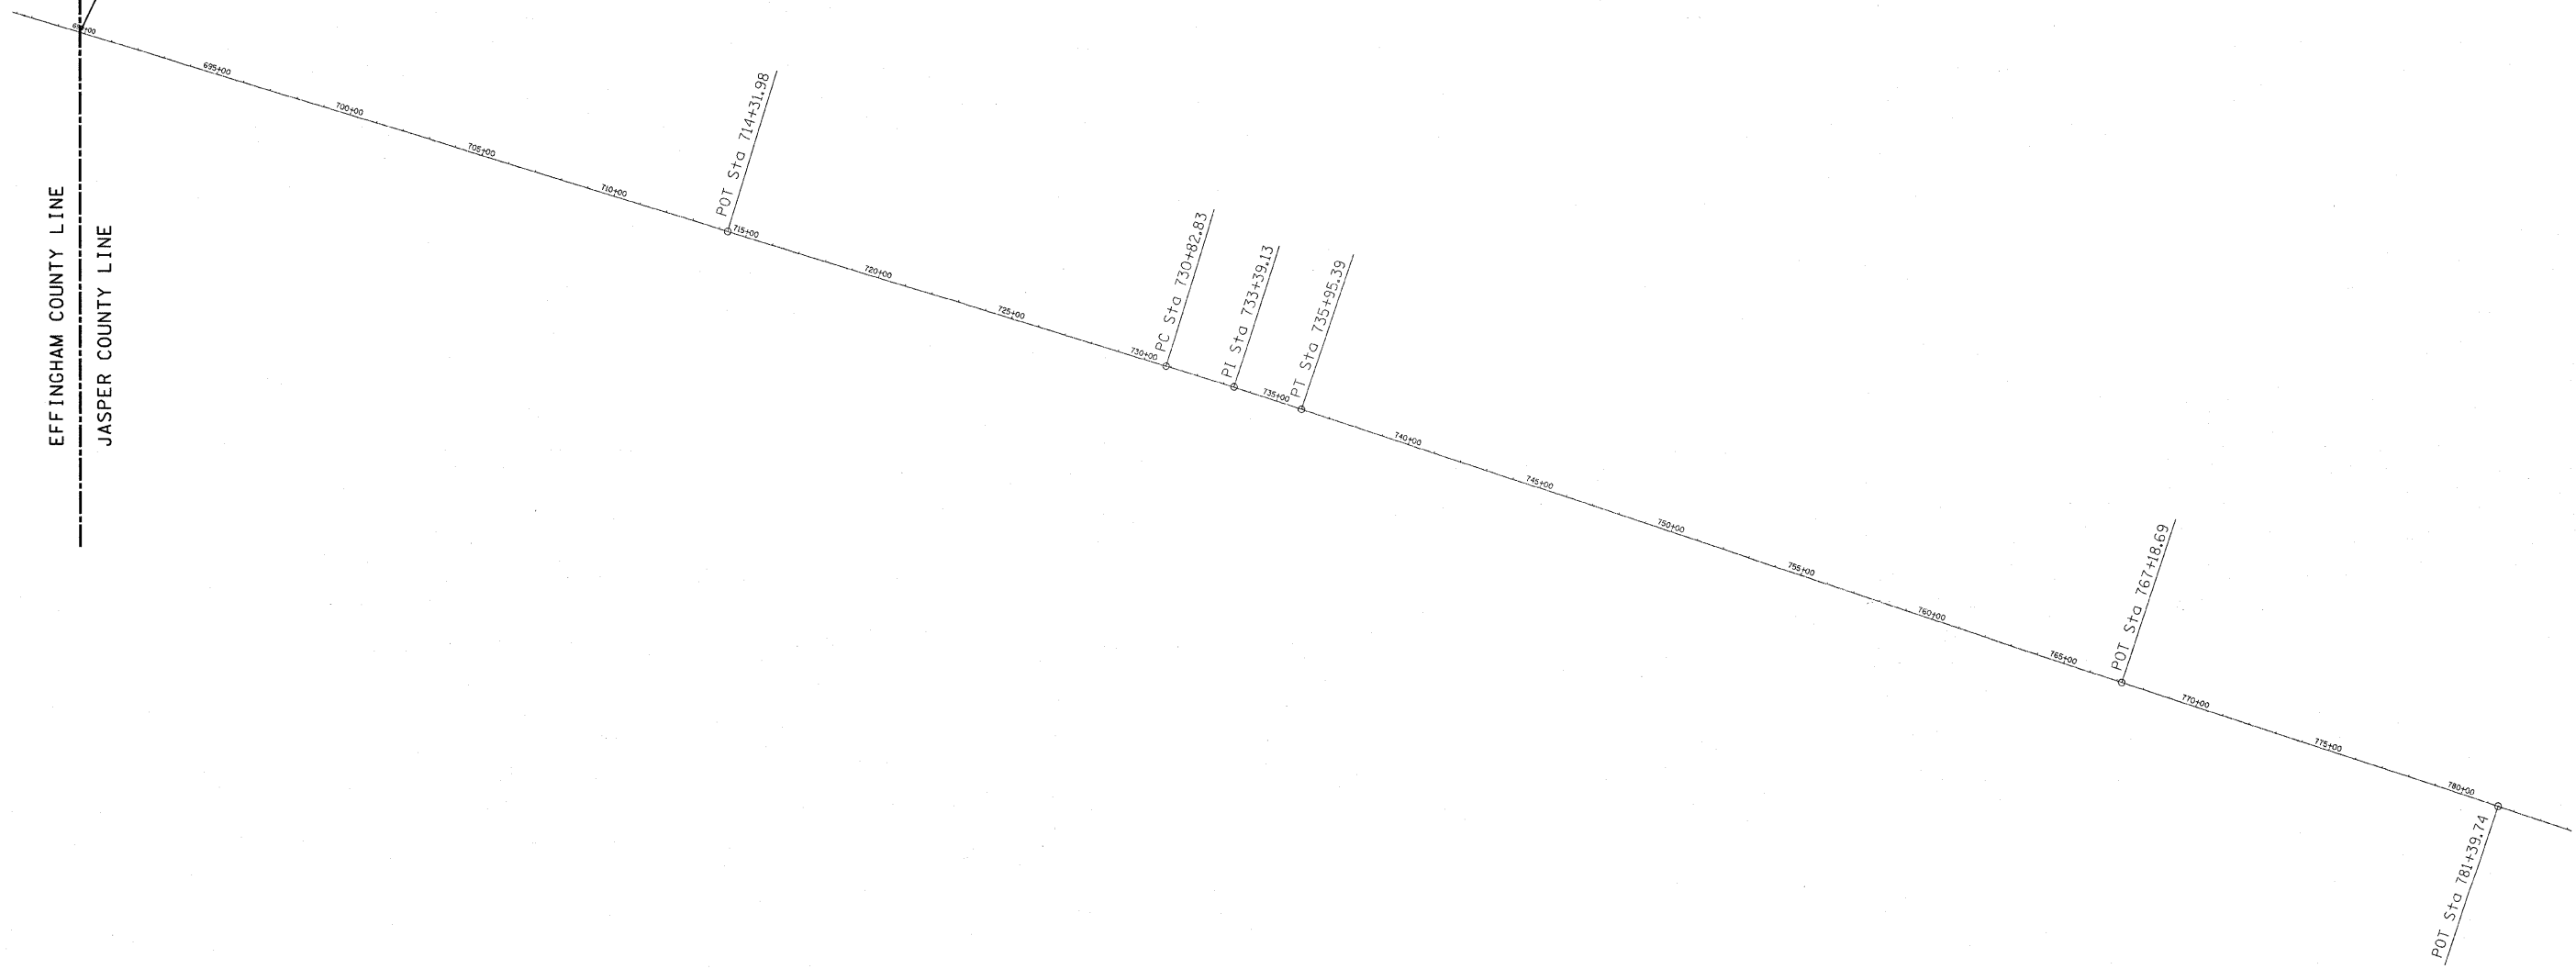 EFFINGHAM COUNTY LINE
JASPER COUNTY LINE
695+00
700+00
705+00
710+00
POT Sta 714+31.98
715+00
720+00
725+00
730+00
PC Sta 730+82.83
PI Sta 733+39.13
735+00
PT Sta 735+95.39
740+00
745+00
750+00
755+00
760+00
765+00
POT Sta 767+18.69
770+00
775+00
780+00
POT Sta 781+39.74